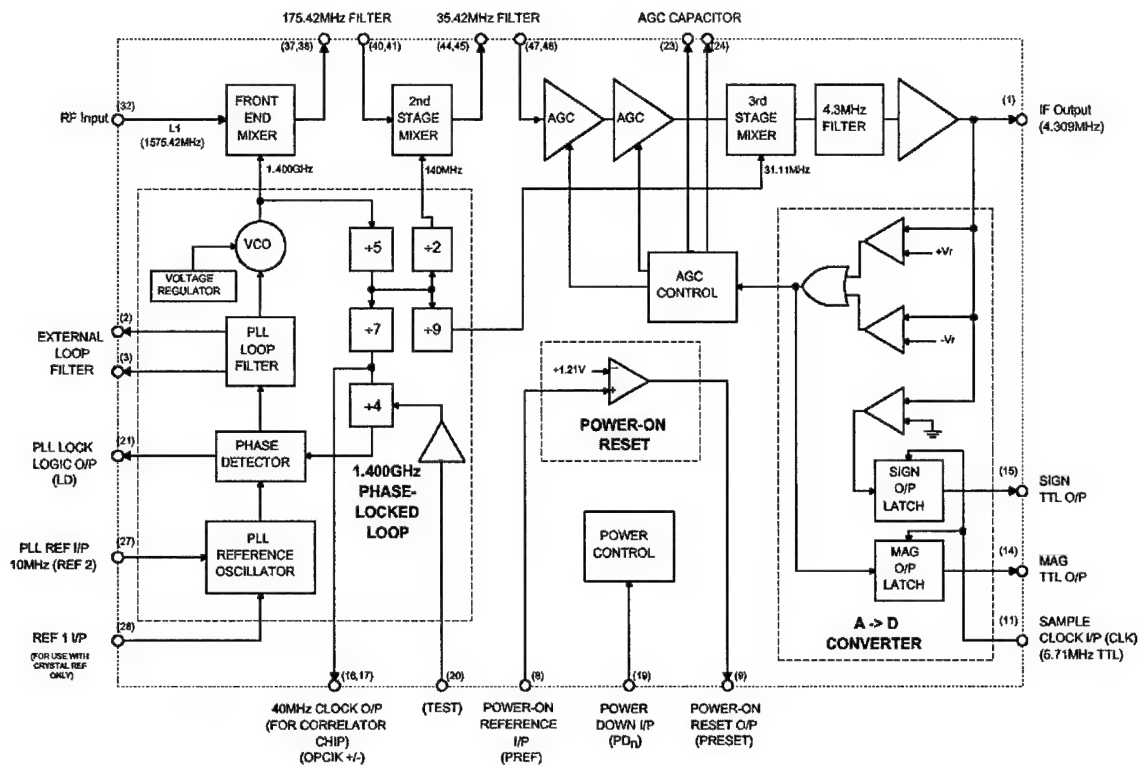 175.42MHz FILTER
35.42MHz FILTER
AGC CAPACITOR
(37,38)
(40,41)
(44,45)
(47,48)
(23)
(24)
RF Input
(32)
L1
(1575.42MHz)
FRONT
END
MIXER
2nd
STAGE
MIXER
AGC
AGC
3rd
STAGE
MIXER
4.3MHz
FILTER
(1)
IF Output
(4.309MHz)
1.400GHz
140MHz
31.11MHz
VCO
÷5
÷2
VOLTAGE
REGULATOR
AGC
CONTROL
+Vr
-Vr
(2)
EXTERNAL
LOOP
FILTER
(3)
PLL
LOOP
FILTER
÷7
÷9
÷4
+1.21V
-
+
POWER-ON
RESET
PLL LOCK
LOGIC O/P
(LD)
(21)
PHASE
DETECTOR
1.400GHz
PHASE-
LOCKED
LOOP
SIGN
O/P
LATCH
(15)
SIGN
TTL O/P
PLL REF I/P
10MHz (REF 2)
(27)
PLL
REFERENCE
OSCILLATOR
POWER
CONTROL
MAG
O/P
LATCH
(14)
MAG
TTL O/P
REF 1 I/P
(FOR USE WITH
CRYSTAL REF
ONLY)
(28)
A -> D
CONVERTER
(11)
SAMPLE
CLOCK I/P (CLK)
(5.71MHz TTL)
(16,17)
(20)
(8)
(19)
(9)
40MHz CLOCK O/P
(FOR CORRELATOR
CHIP)
(OPClK +/-)
(TEST)
POWER-ON
REFERENCE
I/P
(PREF)
POWER
DOWN I/P
(PDn)
POWER-ON
RESET O/P
(PRESET)